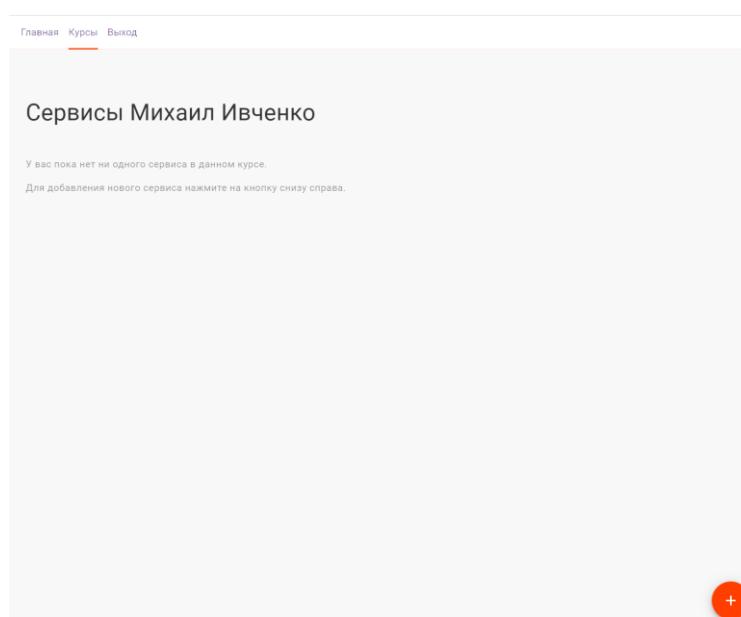 Главная Курсы Выход
Сервисы Михаил Ивченко
У вас пока нет ни одного сервиса в данном курсе.
Для добавления нового сервиса нажмите на кнопку снизу справа.
+